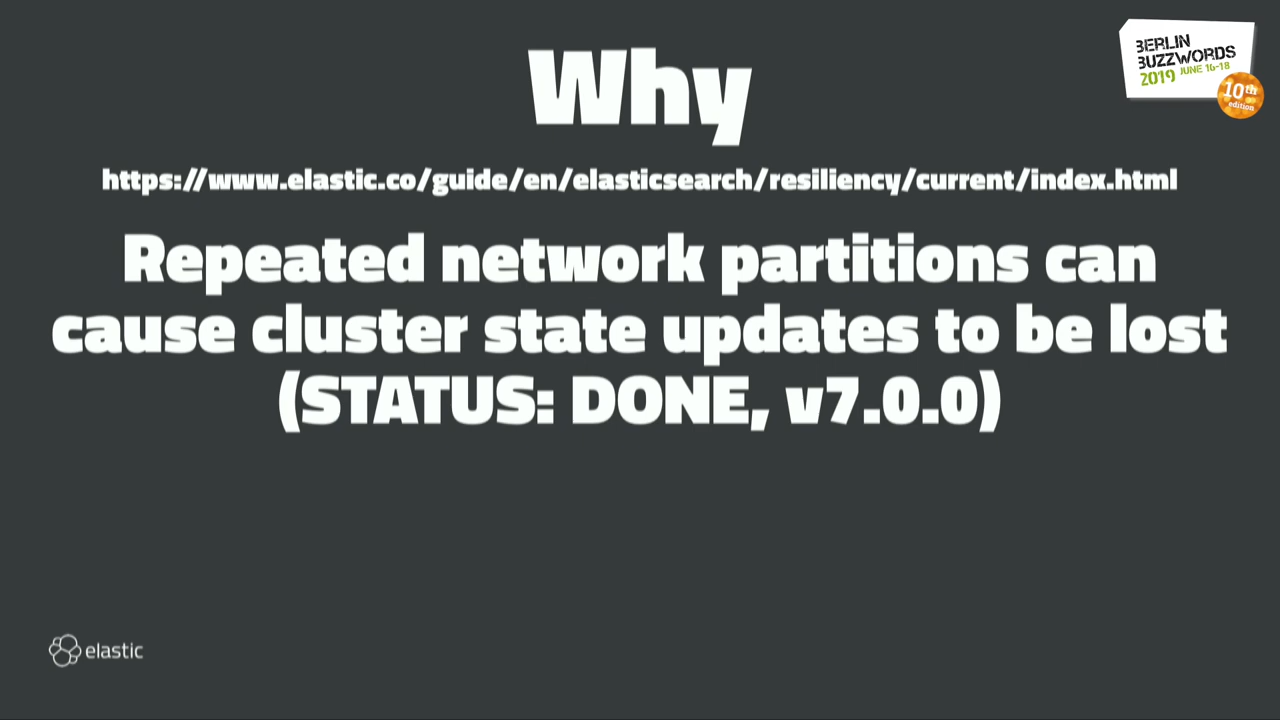 Why
BERLIN
BUZZWORDS
2019 JUNE 16-18
10th
edition
https://www.elastic.co/guide/en/elasticsearch/resiliency/current/index.html
Repeated network partitions can
cause cluster state updates to be lost
(STATUS: DONE, v7.0.0)
elastic